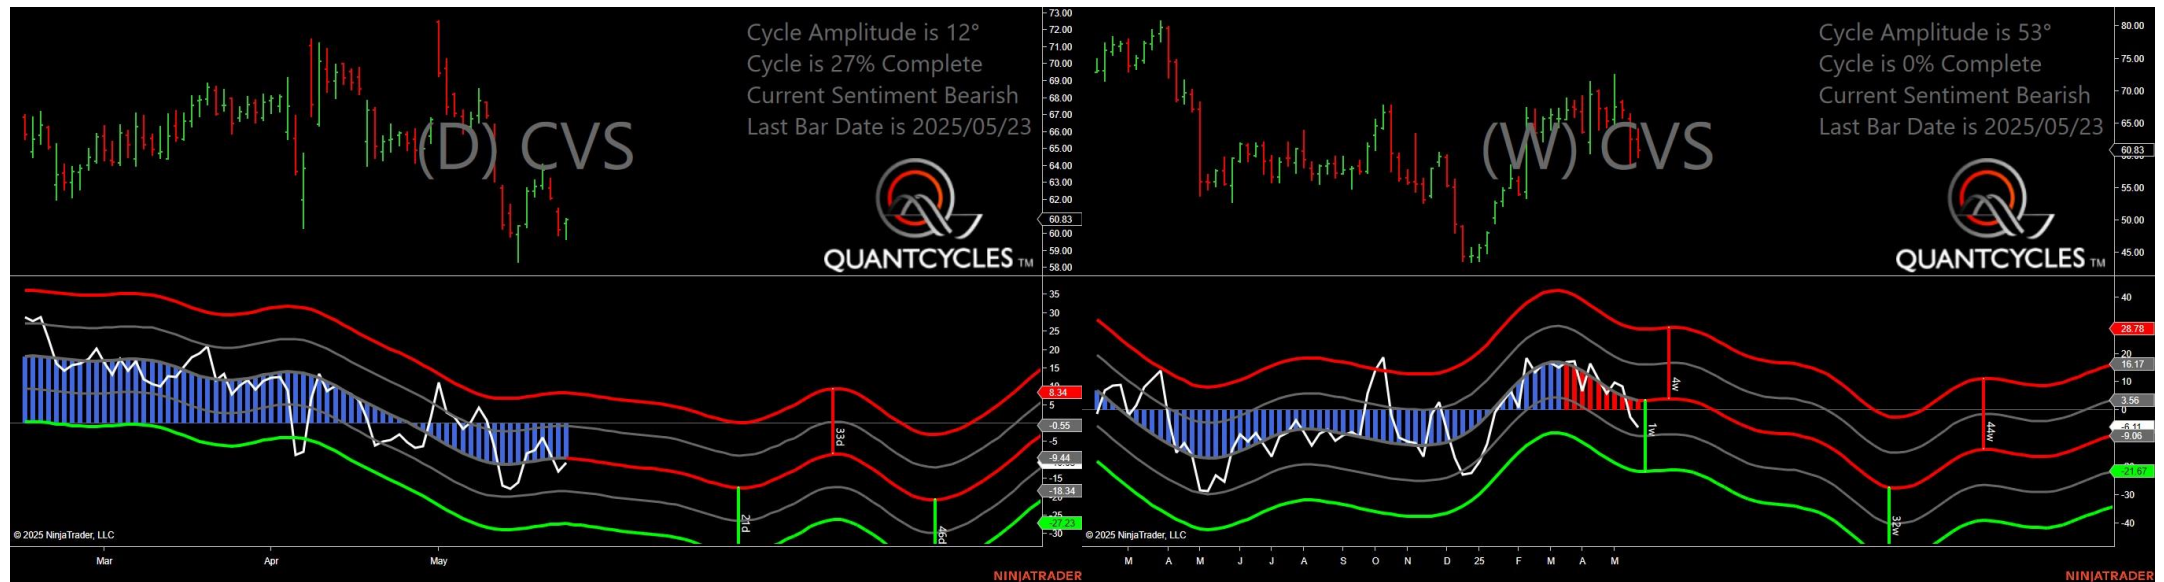 Cycle Amplitude is 12°
Cycle is 27% Complete
Current Sentiment Bearish
Last Bar Date is 2025/05/23
(D) CVS
QUANTCYCLES TM
73.00
72.00
71.00
70.00
69.00
68.00
67.00
66.00
65.00
64.00
63.00
62.00
60.83
60.00
59.00
58.00
35
30
25
20
15
8.34
5
-0.55
-5
-9.44
-15
-18.34
-25
-27.23
-30
21d
33d
46d
© 2025 NinjaTrader, LLC
Mar
Apr
May
NINJATRADER
Cycle Amplitude is 53°
Cycle is 0% Complete
Current Sentiment Bearish
Last Bar Date is 2025/05/23
(W) CVS
QUANTCYCLES TM
80.00
75.00
70.00
65.00
60.83
55.00
50.00
45.00
40
28.78
20
16.17
10
3.56
0
-6.11
-9.06
-21.67
-30
-40
1w
4w
32w
44w
© 2025 NinjaTrader, LLC
M A M J J A S O N D 25 F M A M
NINJATRADER